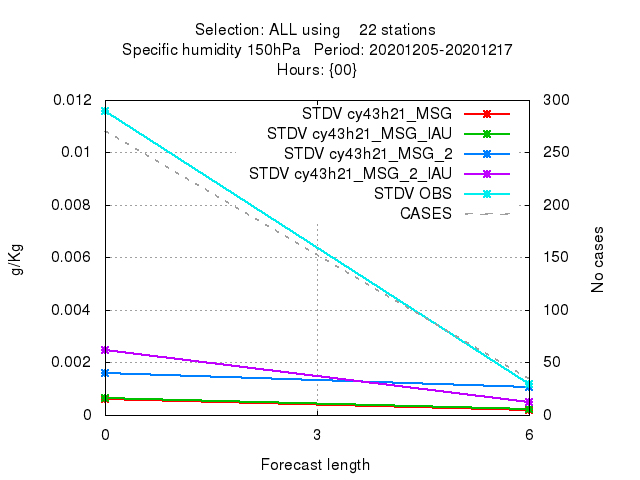 Selection: ALL using    22 stations
Specific humidity 150hPa   Period: 20201205-20201217
Hours: {00}
STDV cy43h21_MSG
STDV cy43h21_MSG_IAU
STDV cy43h21_MSG_2
STDV cy43h21_MSG_2_IAU
STDV OBS
CASES
0.012
0.01
0.008
0.006
0.004
0.002
0
g/Kg
300
250
200
150
100
50
0
No cases
0 3 6
Forecast length